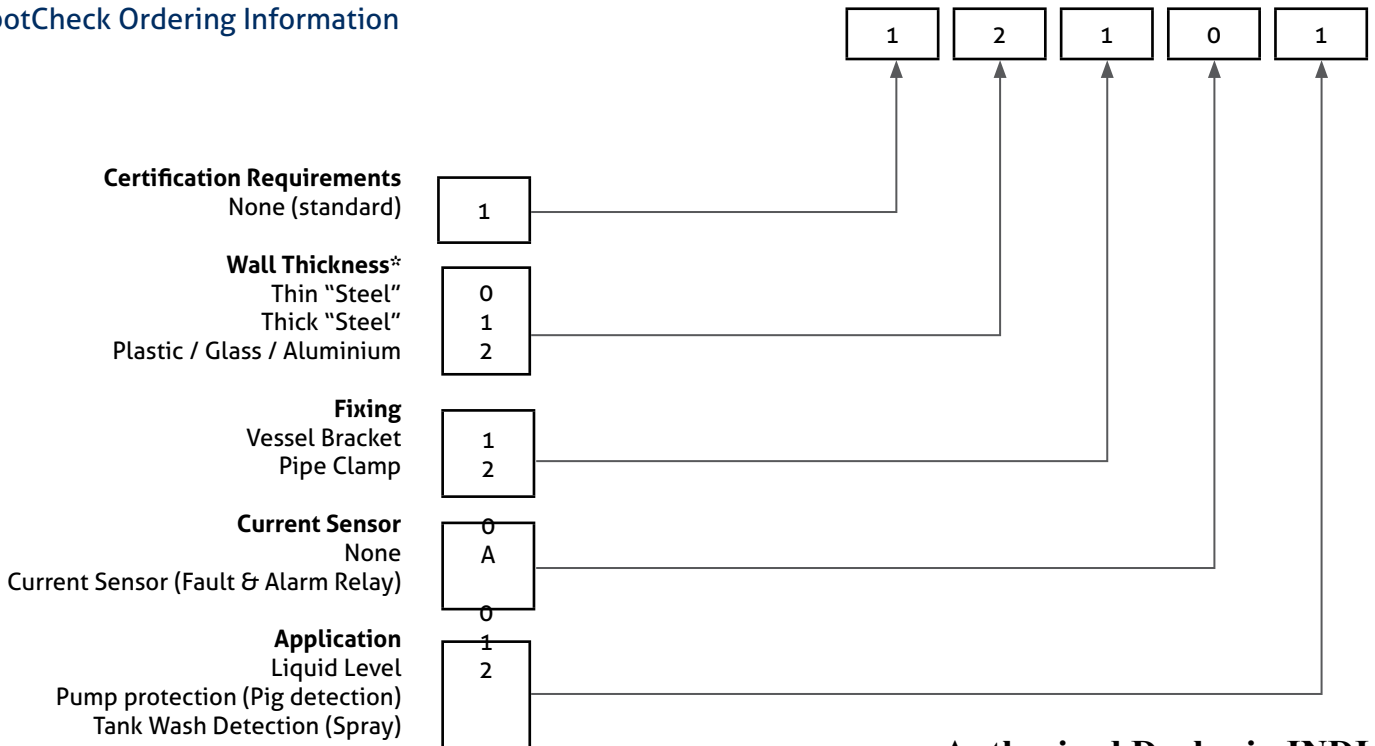 ootCheck Ordering Information
1 2 1 0 1
Certification Requirements
None (standard) 1
Wall Thickness*
Thin “Steel” 0
Thick “Steel” 1
Plastic / Glass / Aluminium 2
Fixing
Vessel Bracket 1
Pipe Clamp 2
Current Sensor 0
None A
Current Sensor (Fault & Alarm Relay)
0
Application 1
Liquid Level 2
Pump protection (Pig detection)
Tank Wash Detection (Spray)
Authorized Dealer in INDI